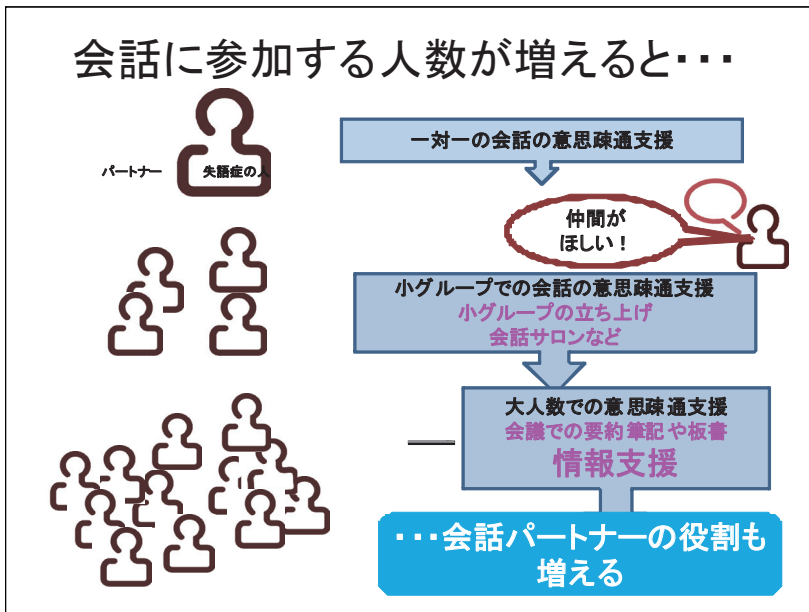 会話に参加する人数が増えると・・・
パートナー 失語症の人
一対一の会話の意思疎通支援
仲間が
ほしい！
小グループでの会話の意思疎通支援
小グループの立ち上げ
会話サロンなど
大人数での意思疎通支援
会議での要約筆記や板書
情報支援
・・・会話パートナーの役割も
増える